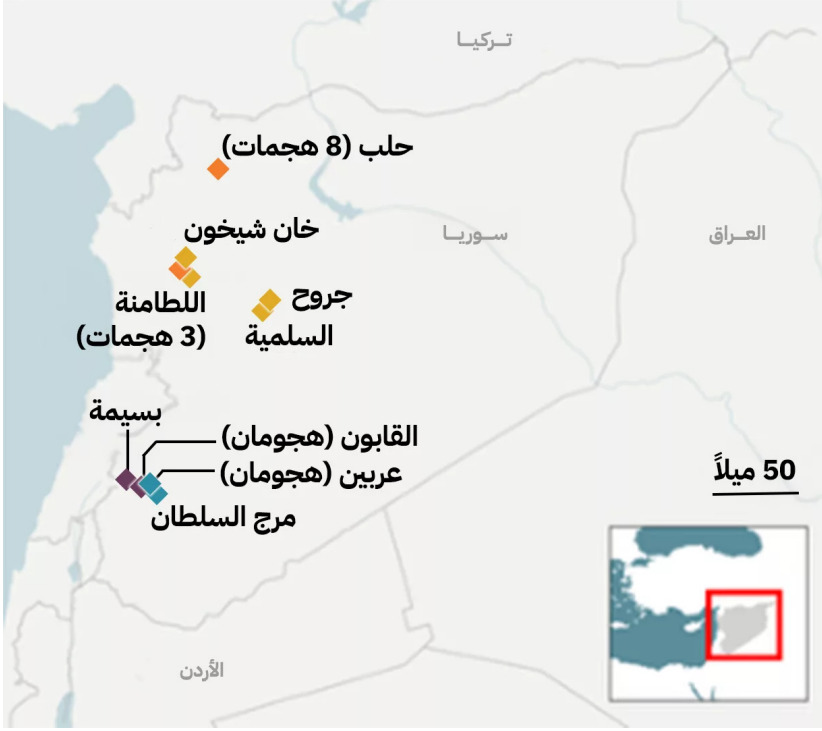 تـركيـا
حلب (8 هجمات)
خان شيخون
سـوريـا
العـراق
اللطامنة
(3 هجمات)
جروح
السلمية
بسيمة
القابون (هجومان)
عربين (هجومان)
50 ميلاً
مرج السلطان
الأردن